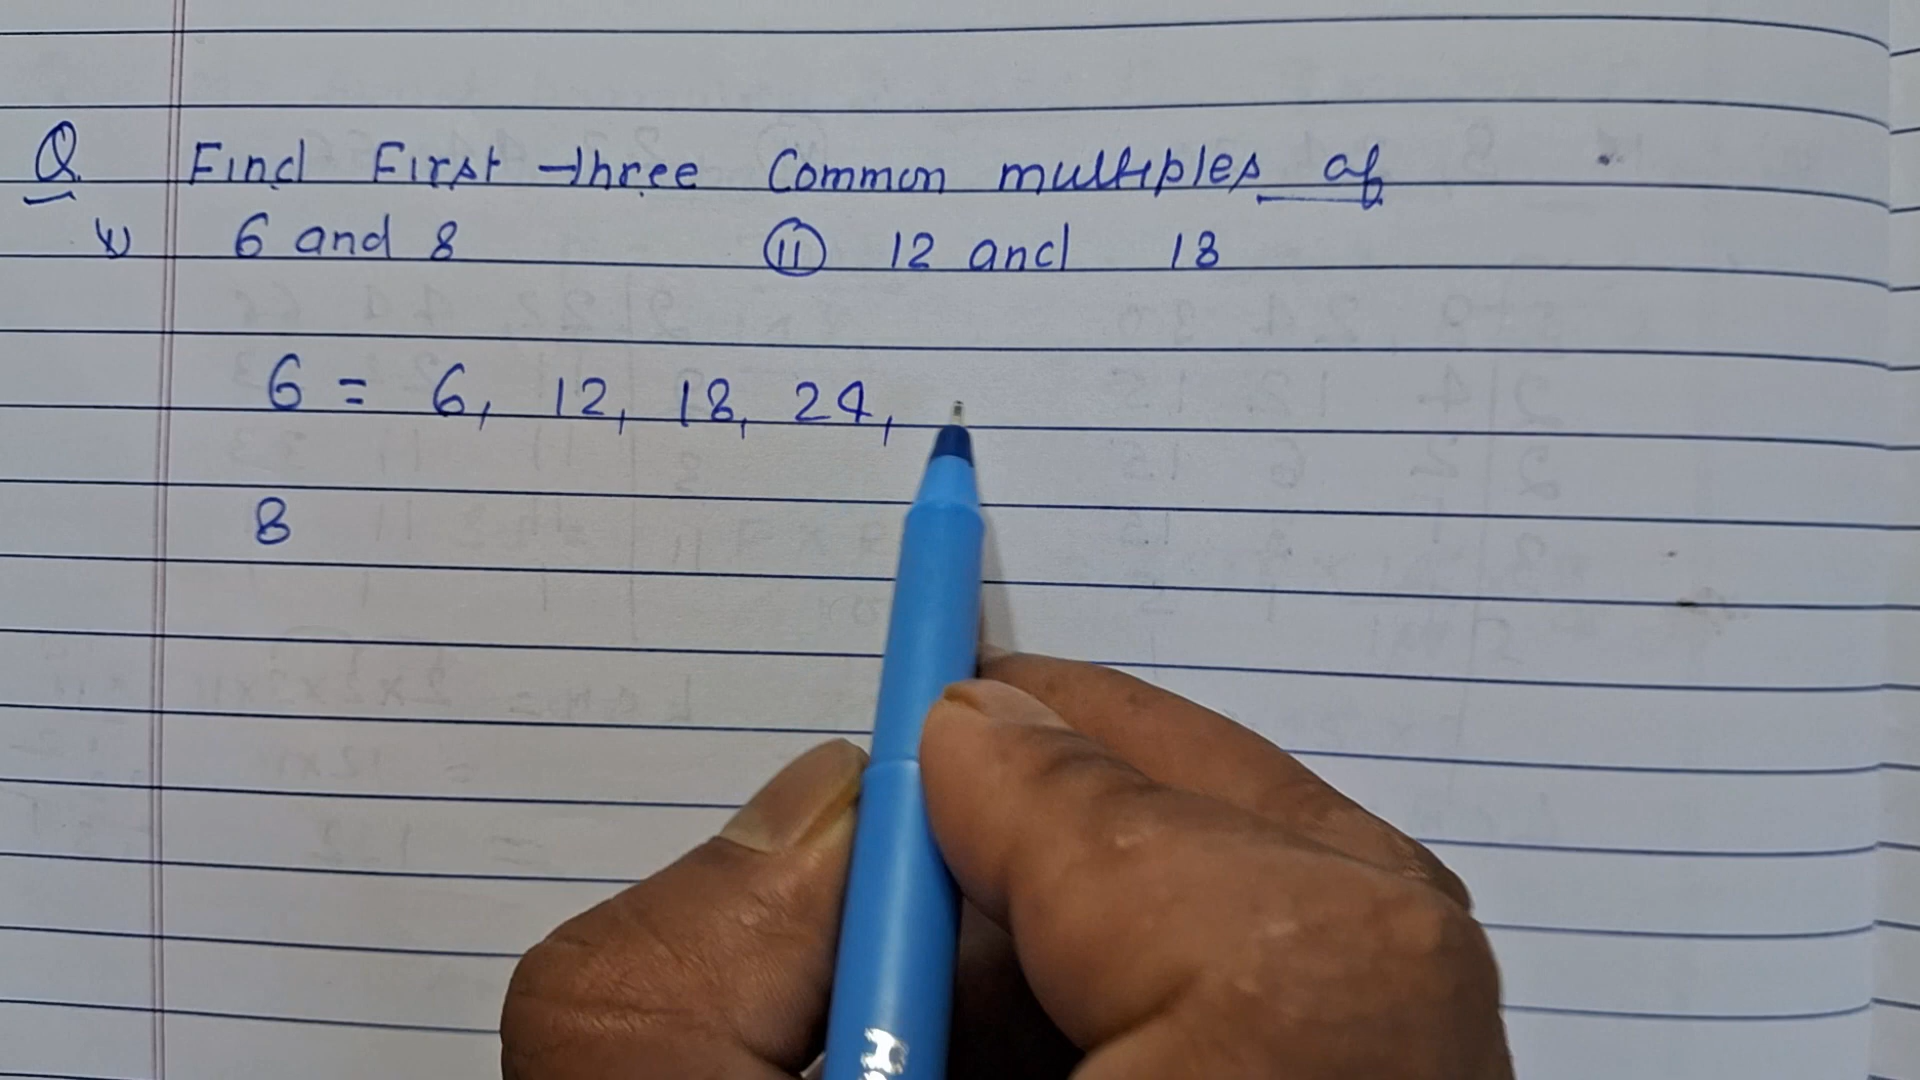 Q Find First three Common multiples of
(i) 6 and 8 (ii) 12 and 18
6 = 6, 12, 18, 24,
8